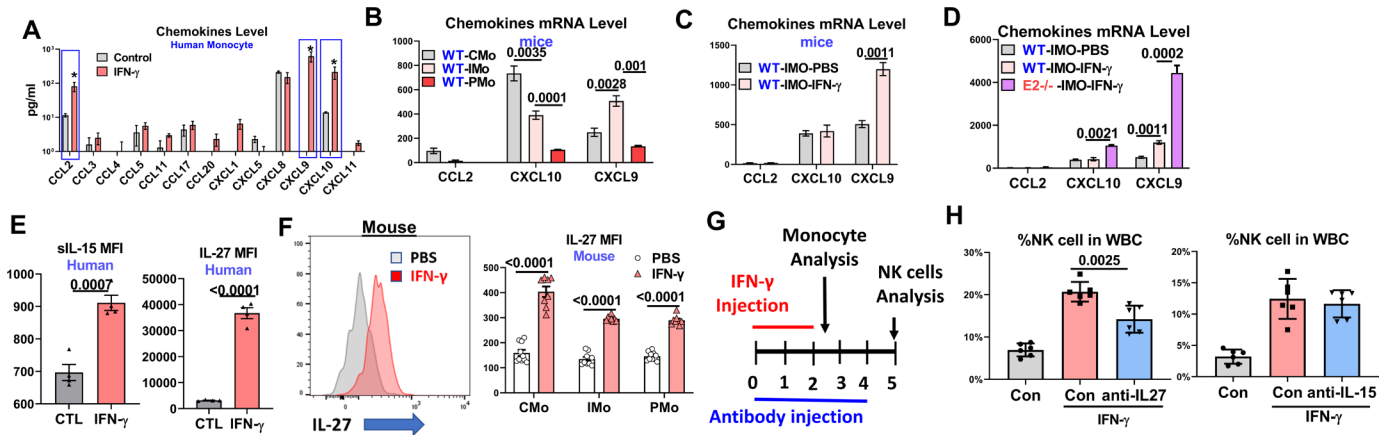 A
Chemokines Level
Human Monocyte
Control
IFN-γ
pg/ml
10³
10²
10¹
10⁰
*
*
*
CCL2
CCL3
CCL4
CCL5
CCL11
CCL17
CCL20
CXCL1
CXCL5
CXCL8
CXCL9
CXCL10
CXCL11
B
Chemokines mRNA Level
mice
WT-CMo
WT-IMo
WT-PMo
0.0035
0.0001
0.0028
0.001
800
600
400
200
0
CCL2
CXCL10
CXCL9
C
Chemokines mRNA Level
mice
WT-IMO-PBS
WT-IMO-IFN-γ
0.0011
1500
1000
500
0
CCL2
CXCL10
CXCL9
D
Chemokines mRNA Level
WT-IMO-PBS
WT-IMO-IFN-γ
E2-/- -IMO-IFN-γ
0.0002
0.0021
0.0011
6000
4000
2000
0
CCL2
CXCL10
CXCL9
E
sIL-15 MFI
Human
0.0007
1000
900
800
700
600
CTL
IFN-γ
IL-27 MFI
Human
<0.0001
50000
40000
30000
20000
10000
0
CTL
IFN-γ
F
Mouse
PBS
IFN-γ
0
10³
10⁴
IL-27
IL-27 MFI
Mouse
PBS
IFN-γ
<0.0001
<0.0001
<0.0001
500
400
300
200
100
0
CMo
IMo
PMo
G
Monocyte
Analysis
IFN-γ
Injection
NK cells
Analysis
0 1 2 3 4 5
Antibody injection
H
%NK cell in WBC
0.0025
30%
20%
10%
0%
Con
Con anti-IL27
IFN-γ
%NK cell in WBC
20%
15%
10%
5%
0%
Con
Con anti-IL-15
IFN-γ